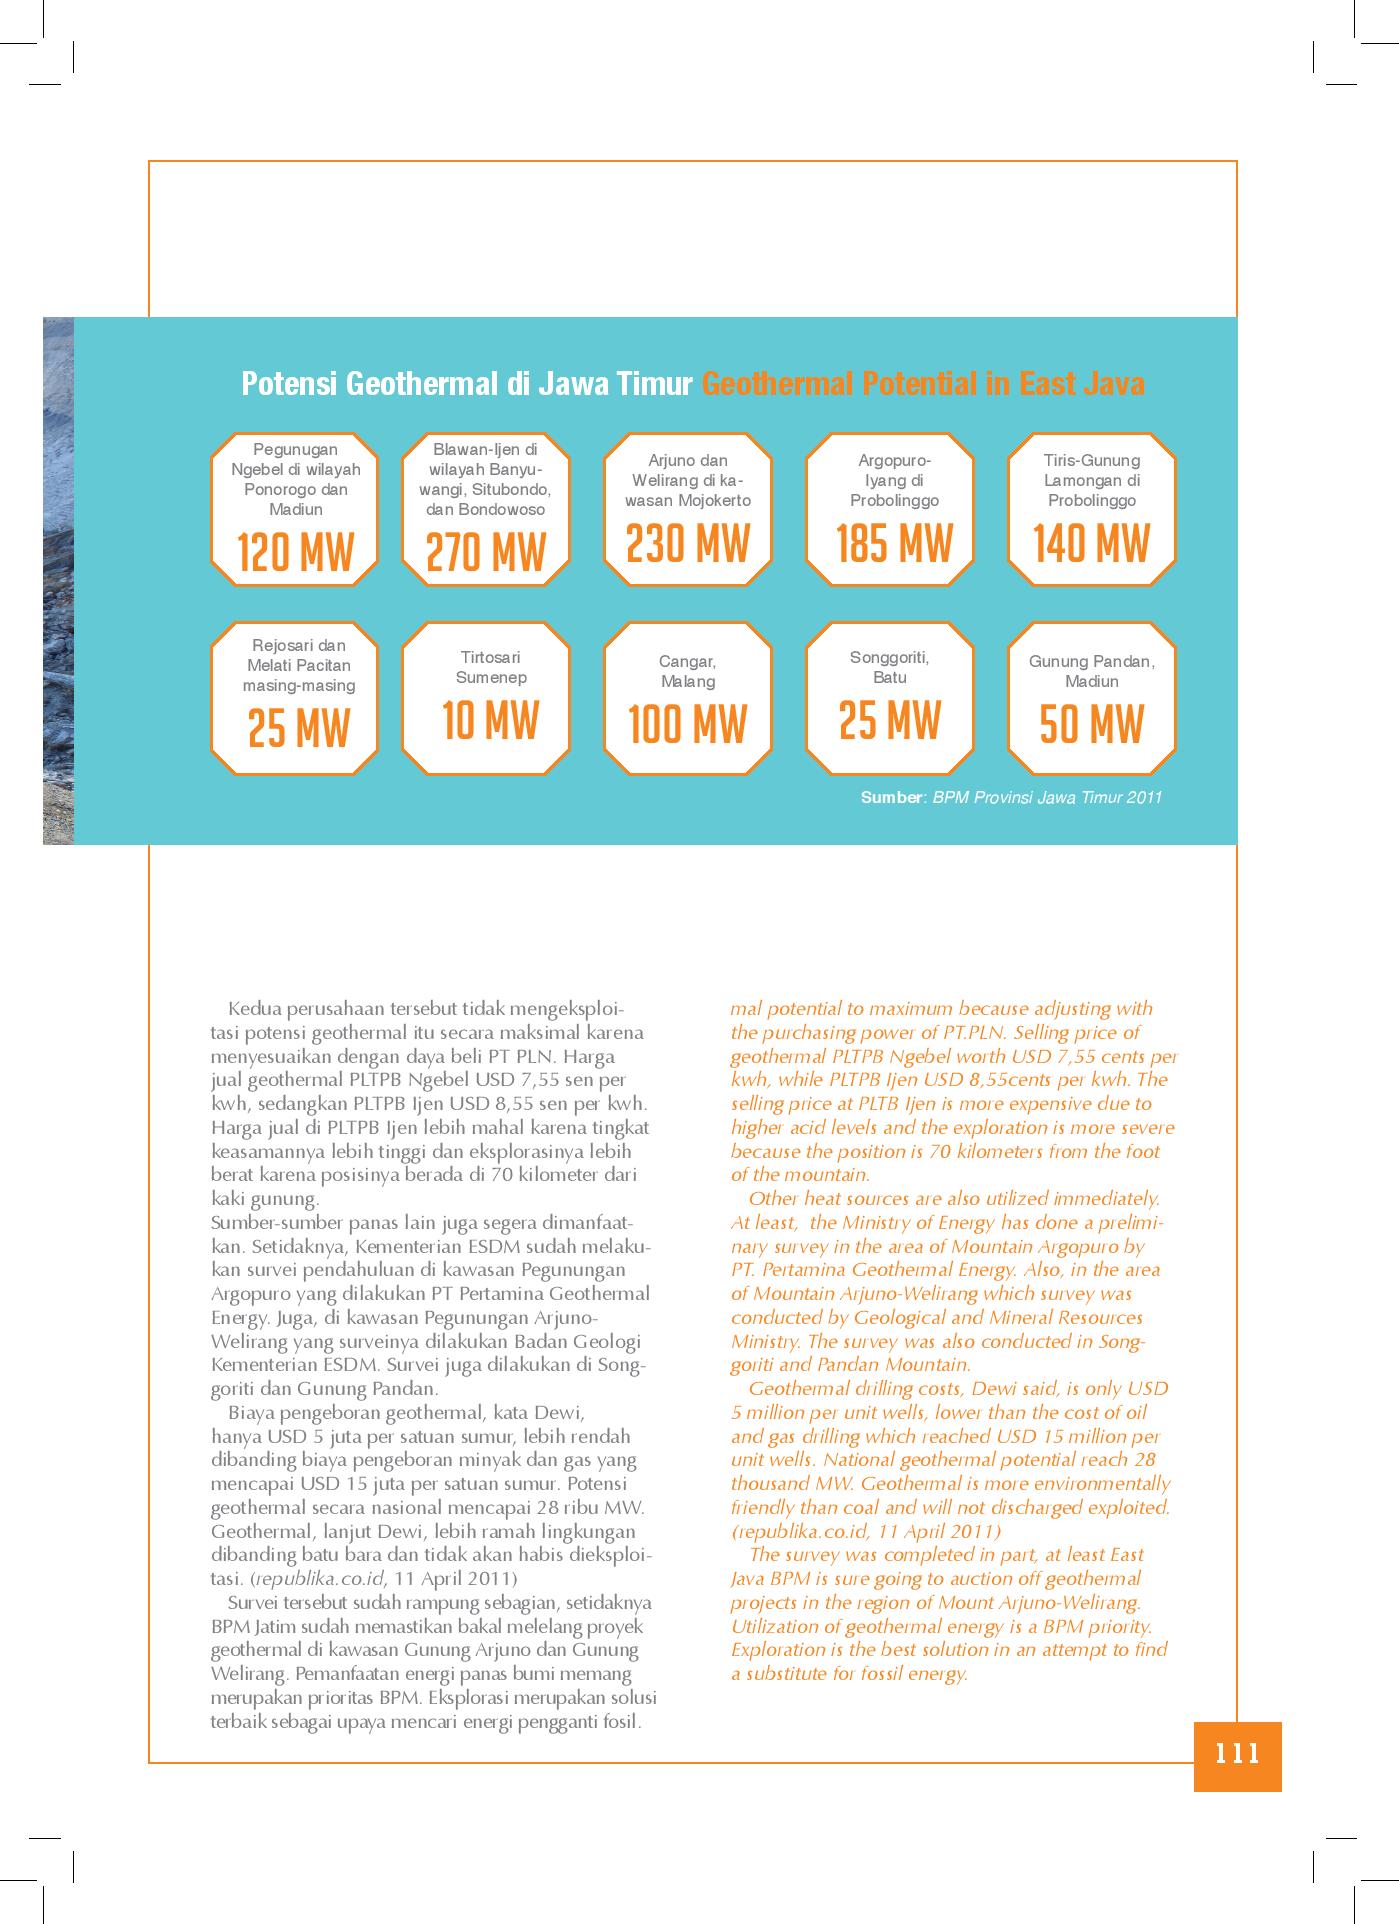 Potensi Geothermal di Jawa Timur Geothermal Potential in East Java
Pegunugan
Ngebel di wilayah
Ponorogo dan
Madiun
120 MW
Blawan-Ijen di
wilayah Banyu-
wangi, Situbondo,
dan Bondowoso
270 MW
Arjuno dan
Welirang di ka-
wasan Mojokerto
230 MW
Argopuro-
Iyang di
Probolinggo
185 MW
Tiris-Gunung
Lamongan di
Probolinggo
140 MW
Rejosari dan
Melati Pacitan
masing-masing
25 MW
Tirtosari
Sumenep
10 MW
Cangar,
Malang
100 MW
Songgoriti,
Batu
25 MW
Gunung Pandan,
Madiun
50 MW
Sumber: BPM Provinsi Jawa Timur 2011
Kedua perusahaan tersebut tidak mengeksploi-
tasi potensi geothermal itu secara maksimal karena
menyesuaikan dengan daya beli PT PLN. Harga
jual geothermal PLTPB Ngebel USD 7,55 sen per
kwh, sedangkan PLTPB Ijen USD 8,55 sen per kwh.
Harga jual di PLTPB Ijen lebih mahal karena tingkat
keasamannya lebih tinggi dan eksplorasinya lebih
berat karena posisinya berada di 70 kilometer dari
kaki gunung.
Sumber-sumber panas lain juga segera dimanfaat-
kan. Setidaknya, Kementerian ESDM sudah melaku-
kan survei pendahuluan di kawasan Pegunungan
Argopuro yang dilakukan PT Pertamina Geothermal
Energy. Juga, di kawasan Pegunungan Arjuno-
Welirang yang surveinya dilakukan Badan Geologi
Kementerian ESDM. Survei juga dilakukan di Song-
goriti dan Gunung Pandan.
Biaya pengeboran geothermal, kata Dewi,
hanya USD 5 juta per satuan sumur, lebih rendah
dibanding biaya pengeboran minyak dan gas yang
mencapai USD 15 juta per satuan sumur. Potensi
geothermal secara nasional mencapai 28 ribu MW.
Geothermal, lanjut Dewi, lebih ramah lingkungan
dibanding batu bara dan tidak akan habis dieksploi-
tasi. (republika.co.id, 11 April 2011)
Survei tersebut sudah rampung sebagian, setidaknya
BPM Jatim sudah memastikan bakal melelang proyek
geothermal di kawasan Gunung Arjuno dan Gunung
Welirang. Pemanfaatan energi panas bumi memang
merupakan prioritas BPM. Eksplorasi merupakan solusi
terbaik sebagai upaya mencari energi pengganti fosil.
mal potential to maximum because adjusting with
the purchasing power of PT.PLN. Selling price of
geothermal PLTPB Ngebel worth USD 7,55 cents per
kwh, while PLTPB Ijen USD 8,55cents per kwh. The
selling price at PLTB Ijen is more expensive due to
higher acid levels and the exploration is more severe
because the position is 70 kilometers from the foot
of the mountain.
Other heat sources are also utilized immediately.
At least, the Ministry of Energy has done a prelimi-
nary survey in the area of Mountain Argopuro by
PT. Pertamina Geothermal Energy. Also, in the area
of Mountain Arjuno-Welirang which survey was
conducted by Geological and Mineral Resources
Ministry. The survey was also conducted in Song-
goriti and Pandan Mountain.
Geothermal drilling costs, Dewi said, is only USD
5 million per unit wells, lower than the cost of oil
and gas drilling which reached USD 15 million per
unit wells. National geothermal potential reach 28
thousand MW. Geothermal is more environmentally
friendly than coal and will not discharged exploited.
(republika.co.id, 11 April 2011)
The survey was completed in part, at least East
Java BPM is sure going to auction off geothermal
projects in the region of Mount Arjuno-Welirang.
Utilization of geothermal energy is a BPM priority.
Exploration is the best solution in an attempt to find
a substitute for fossil energy.
111